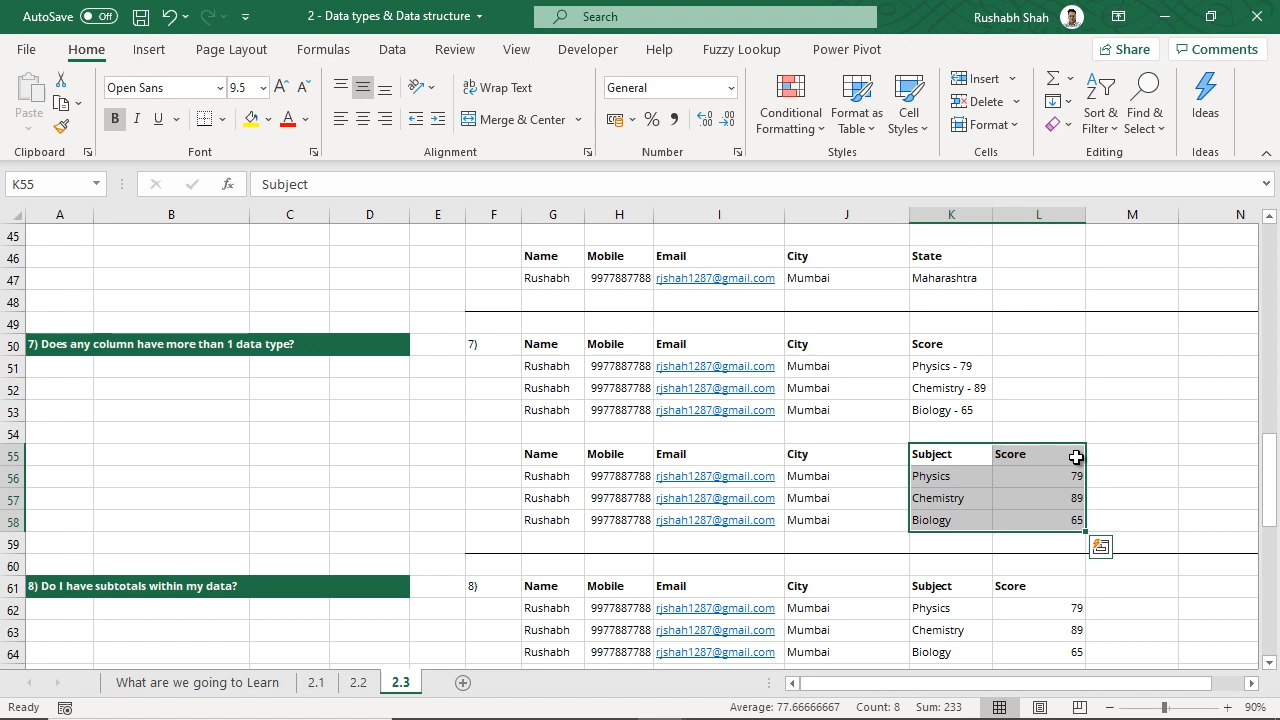 AutoSave Off 2 - Data types & Data structure Search Rushabh Shah
File Home Insert Page Layout Formulas Data Review View Developer Help Fuzzy Lookup Power Pivot Share Comments
Paste Open Sans 9.5 Wrap Text General Conditional Formatting Format as Table Cell Styles Insert Sort & Filter Find & Select Ideas
B I U Merge & Center % Delete
Format
Clipboard Font Alignment Number Styles Cells Editing Ideas
K55 fx Subject
A B C D E F G H I J K L M N
45
46 Name Mobile Email City State
47 Rushabh 9977887788 rjshah1287@gmail.com Mumbai Maharashtra
48
49
50 7) Does any column have more than 1 data type? 7) Name Mobile Email City Score
51 Rushabh 9977887788 rjshah1287@gmail.com Mumbai Physics - 79
52 Rushabh 9977887788 rjshah1287@gmail.com Mumbai Chemistry - 89
53 Rushabh 9977887788 rjshah1287@gmail.com Mumbai Biology - 65
54
55 Name Mobile Email City Subject Score
56 Rushabh 9977887788 rjshah1287@gmail.com Mumbai Physics 79
57 Rushabh 9977887788 rjshah1287@gmail.com Mumbai Chemistry 89
58 Rushabh 9977887788 rjshah1287@gmail.com Mumbai Biology 65
59
60
61 8) Do I have subtotals within my data? 8) Name Mobile Email City Subject Score
62 Rushabh 9977887788 rjshah1287@gmail.com Mumbai Physics 79
63 Rushabh 9977887788 rjshah1287@gmail.com Mumbai Chemistry 89
64 Rushabh 9977887788 rjshah1287@gmail.com Mumbai Biology 65
What are we going to Learn 2.1 2.2 2.3
Ready Average: 77.66666667 Count: 8 Sum: 233 90%